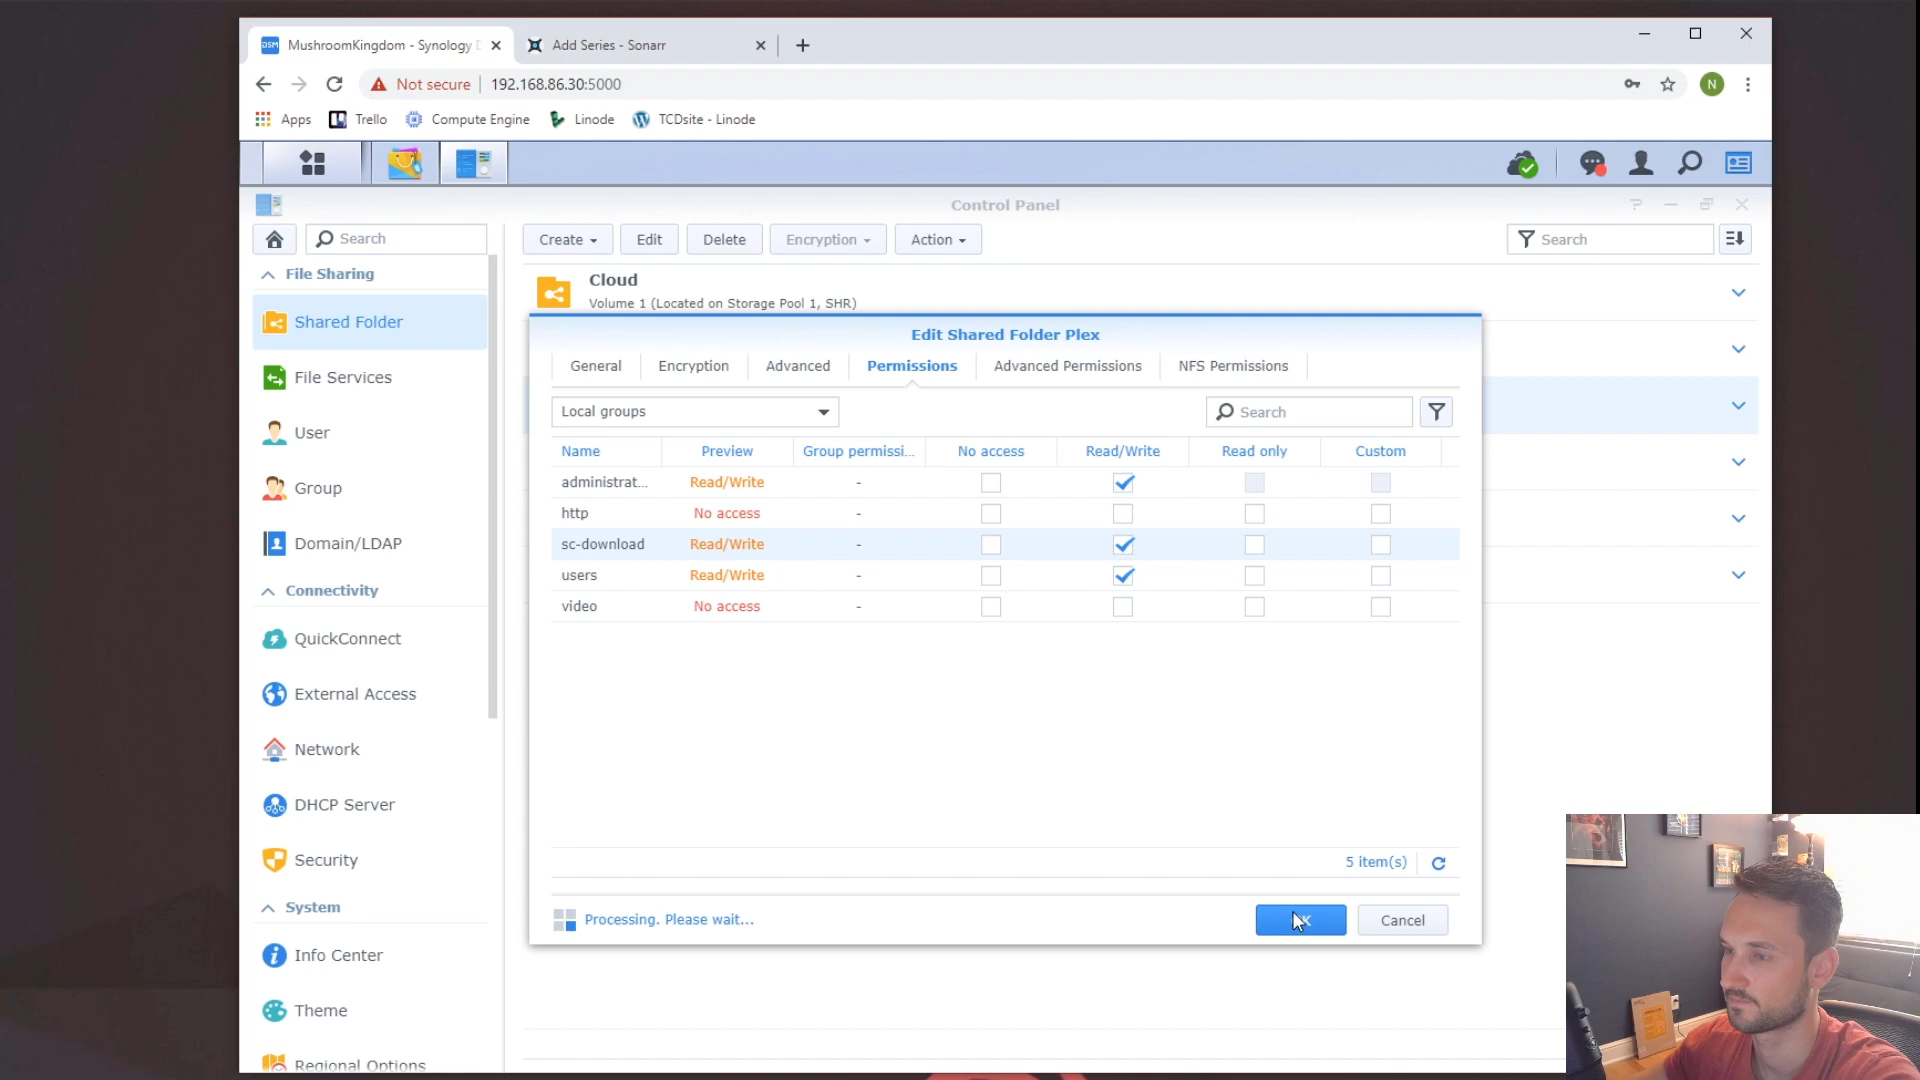 DSM MushroomKingdom - Synology D
Add Series - Sonarr
Not secure
192.168.86.30:5000
N
Apps
Trello
Compute Engine
Linode
TCDsite - Linode
Control Panel
Search
Create
Edit
Delete
Encryption
Action
Search
File Sharing
Shared Folder
File Services
User
Group
Domain/LDAP
Connectivity
QuickConnect
External Access
Network
DHCP Server
Security
System
Info Center
Theme
Regional Options
Cloud
Volume 1 (Located on Storage Pool 1, SHR)
Edit Shared Folder Plex
General
Encryption
Advanced
Permissions
Advanced Permissions
NFS Permissions
Local groups
Search
Name Preview Group permissi... No access Read/Write Read only Custom
administrat... Read/Write -
http No access -
sc-download Read/Write -
users Read/Write -
video No access -
5 item(s)
Processing. Please wait...
Cancel